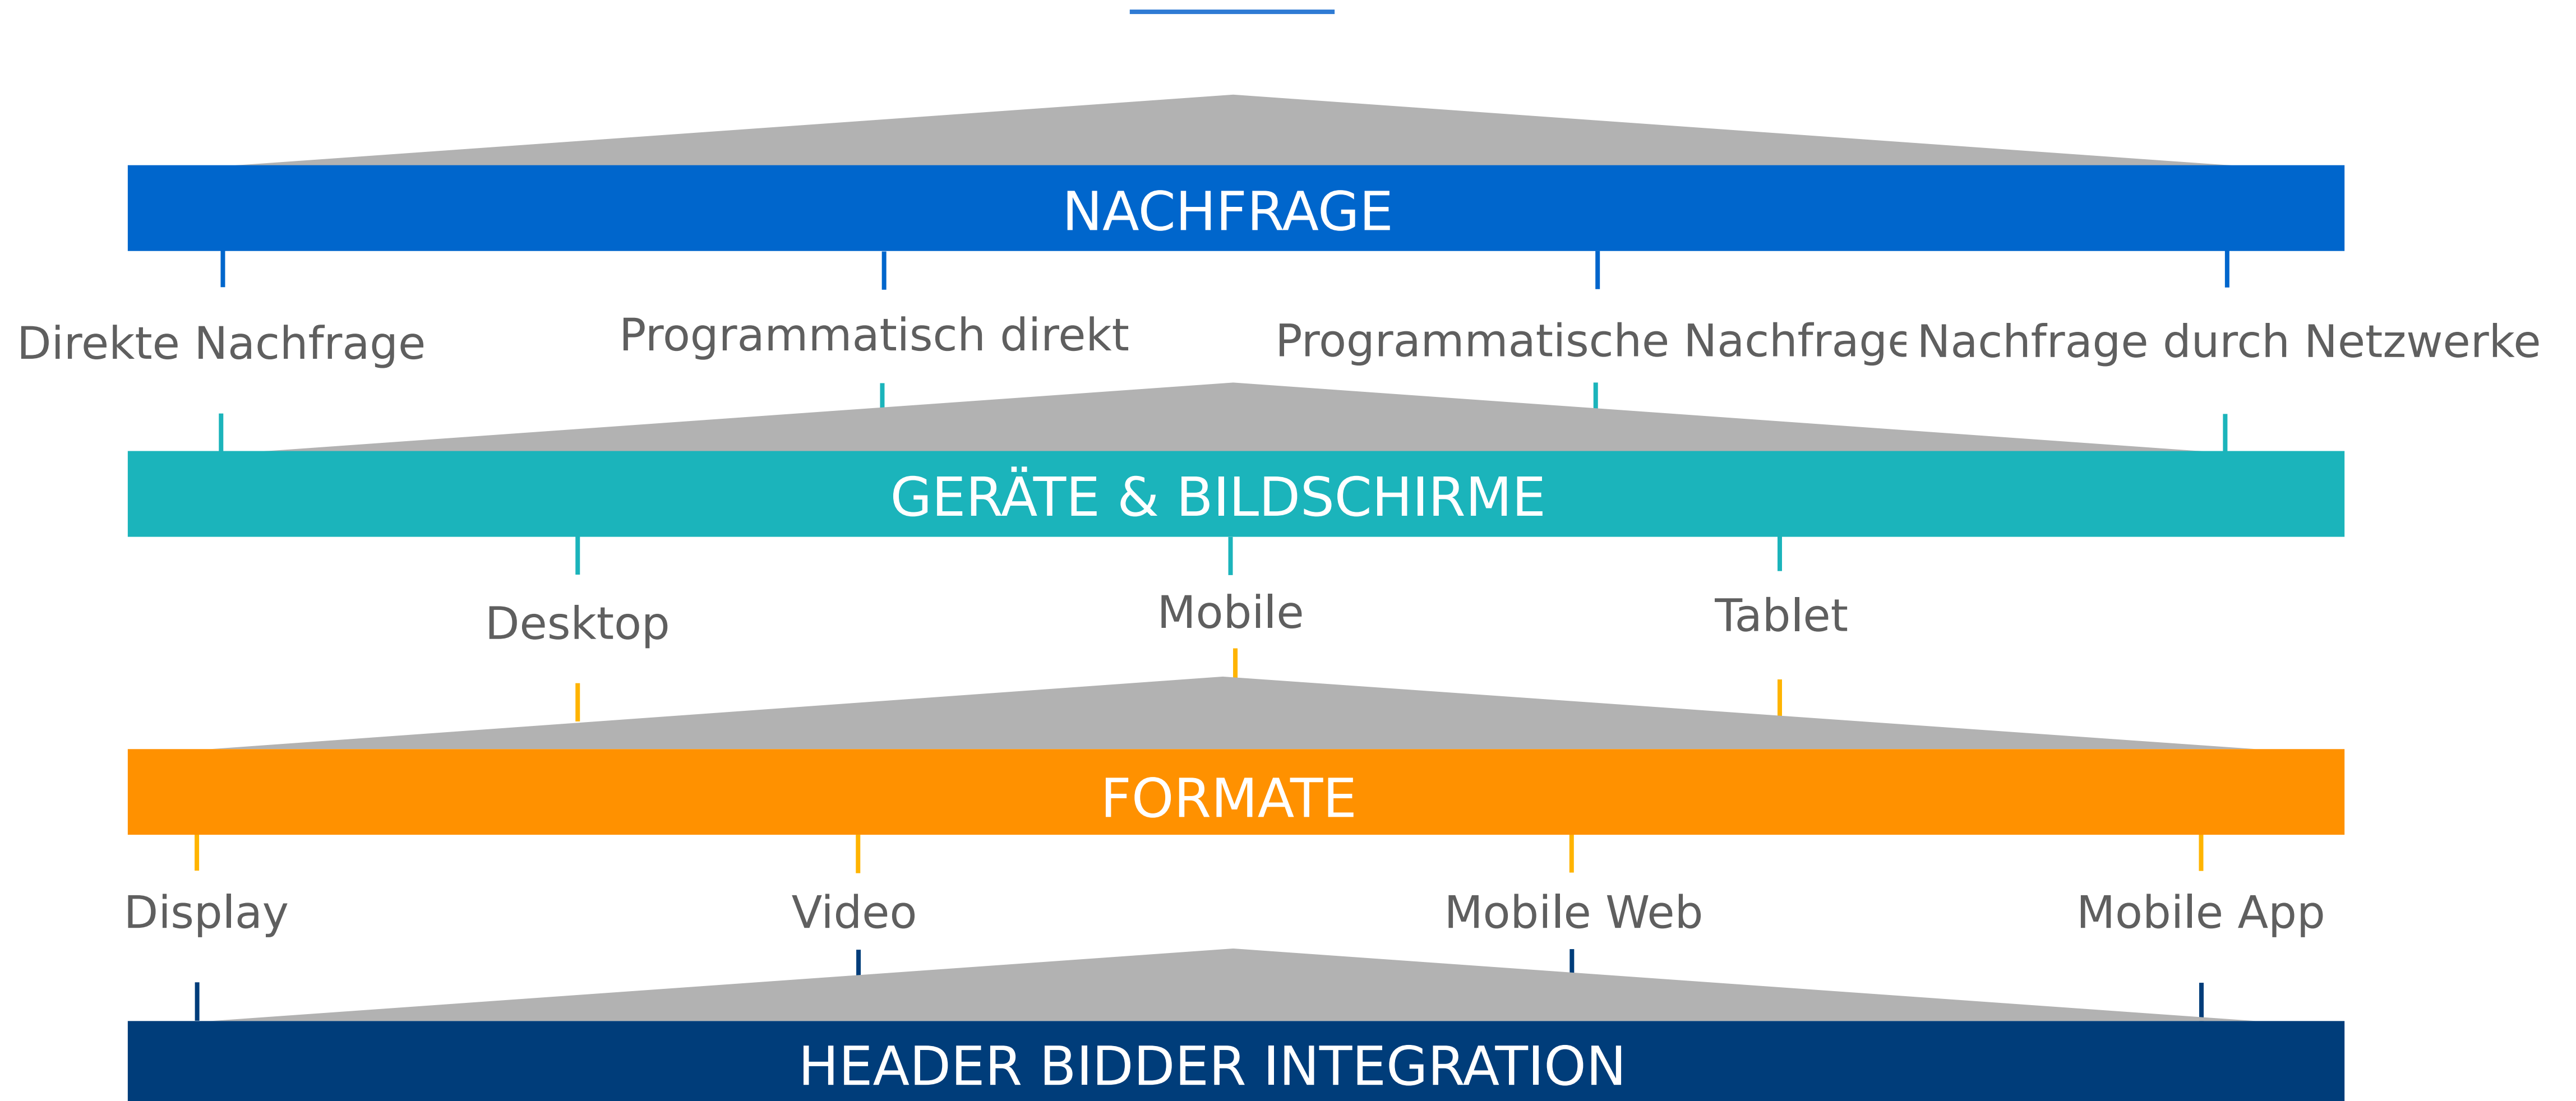 NACHFRAGE
Direkte Nachfrage
Programmatisch direkt
Programmatische Nachfrage
Nachfrage durch Netzwerke
GERÄTE & BILDSCHIRME
Desktop
Mobile
Tablet
FORMATE
Display
Video
Mobile Web
Mobile App
HEADER BIDDER INTEGRATION